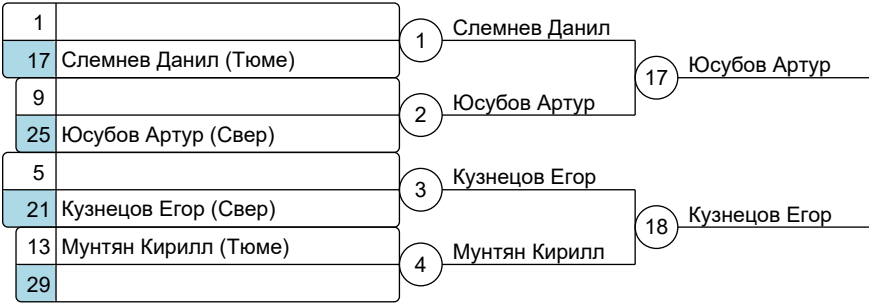 1
17 Слемнев Данил (Тюме)
1
Слемнев Данил
9
25 Юсубов Артур (Свер)
2
Юсубов Артур
17
Юсубов Артур
5
21 Кузнецов Егор (Свер)
3
Кузнецов Егор
13 Мунтян Кирилл (Тюме)
29
4
Мунтян Кирилл
18
Кузнецов Егор